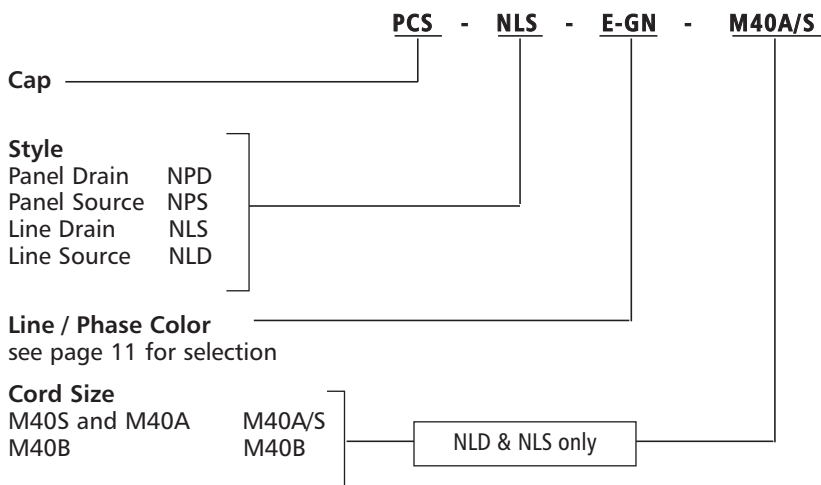 PCS - NLS - E-GN - M40A/S
Cap
Style
Panel Drain NPD
Panel Source NPS
Line Drain NLS
Line Source NLD
Line / Phase Color
see page 11 for selection
Cord Size
M40S and M40A M40A/S
M40B M40B
NLD & NLS only